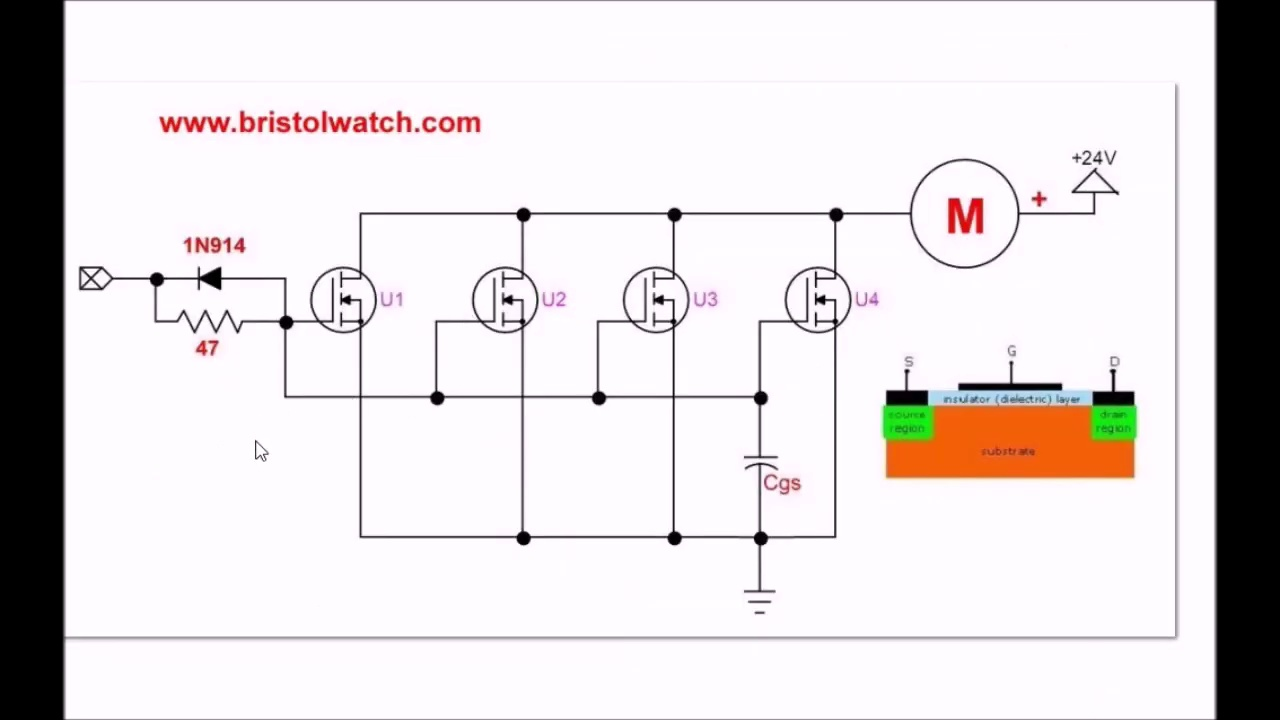 www.bristolwatch.com
+24V
+
M
1N914
U1
U2
U3
U4
47
G
S
D
insulator (dielectric) layer
source
region
drain
region
substrate
Cgs